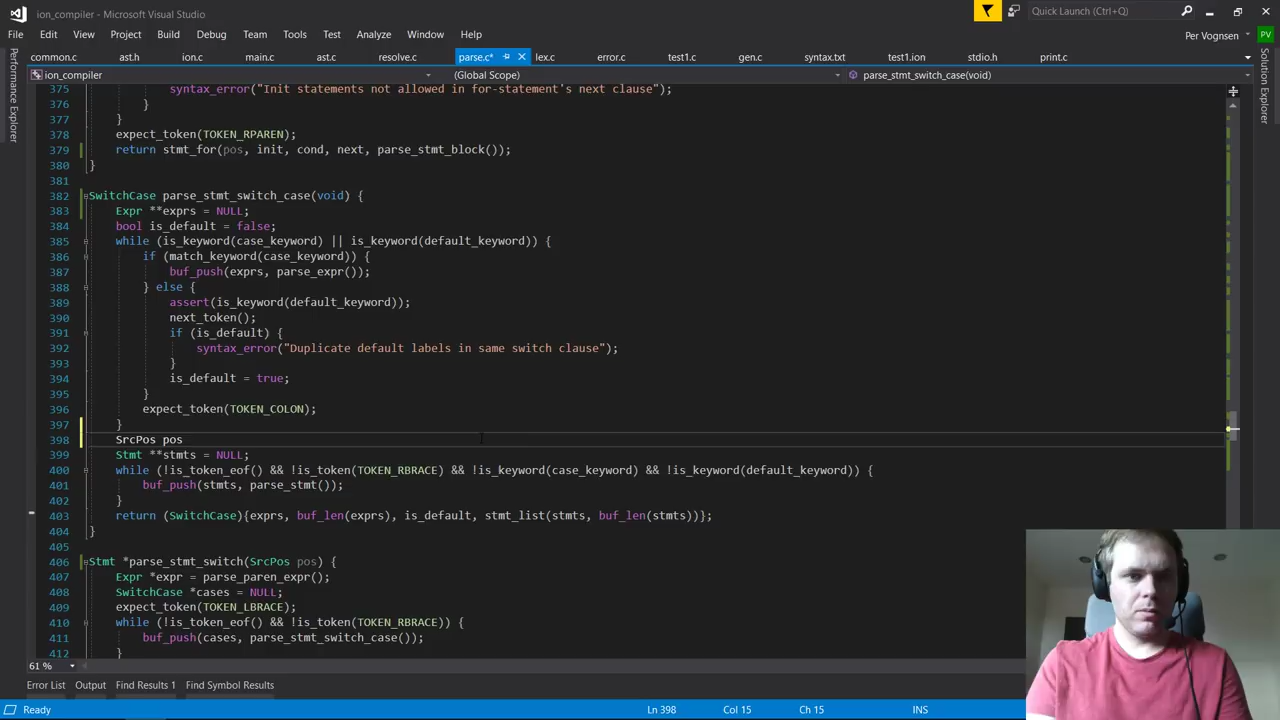 ion_compiler - Microsoft Visual Studio
Quick Launch (Ctrl+Q)
File Edit View Project Build Debug Team Tools Test Analyze Window Help
Per Vognsen PV
common.c ast.h ion.c main.c ast.c resolve.c parse.c* lex.c error.c test1.c gen.c syntax.txt test1.ion stdio.h print.c
ion_compiler (Global Scope) parse_stmt_switch_case(void)
Performance Explorer
Solution Explorer
375 syntax_error("Init statements not allowed in for-statement's next clause");
376 }
377 }
378 expect_token(TOKEN_RPAREN);
379 return stmt_for(pos, init, cond, next, parse_stmt_block());
380 }
381
382 SwitchCase parse_stmt_switch_case(void) {
383 Expr **exprs = NULL;
384 bool is_default = false;
385 while (is_keyword(case_keyword) || is_keyword(default_keyword)) {
386 if (match_keyword(case_keyword)) {
387 buf_push(exprs, parse_expr());
388 } else {
389 assert(is_keyword(default_keyword));
390 next_token();
391 if (is_default) {
392 syntax_error("Duplicate default labels in same switch clause");
393 }
394 is_default = true;
395 }
396 expect_token(TOKEN_COLON);
397 }
398 SrcPos pos
399 Stmt **stmts = NULL;
400 while (!is_token_eof() && !is_token(TOKEN_RBRACE) && !is_keyword(case_keyword) && !is_keyword(default_keyword)) {
401 buf_push(stmts, parse_stmt());
402 }
403 return (SwitchCase){exprs, buf_len(exprs), is_default, stmt_list(stmts, buf_len(stmts))};
404 }
405
406 Stmt *parse_stmt_switch(SrcPos pos) {
407 Expr *expr = parse_paren_expr();
408 SwitchCase *cases = NULL;
409 expect_token(TOKEN_LBRACE);
410 while (!is_token_eof() && !is_token(TOKEN_RBRACE)) {
411 buf_push(cases, parse_stmt_switch_case());
412 }
61 %
Error List Output Find Results 1 Find Symbol Results
Ready Ln 398 Col 15 Ch 15 INS